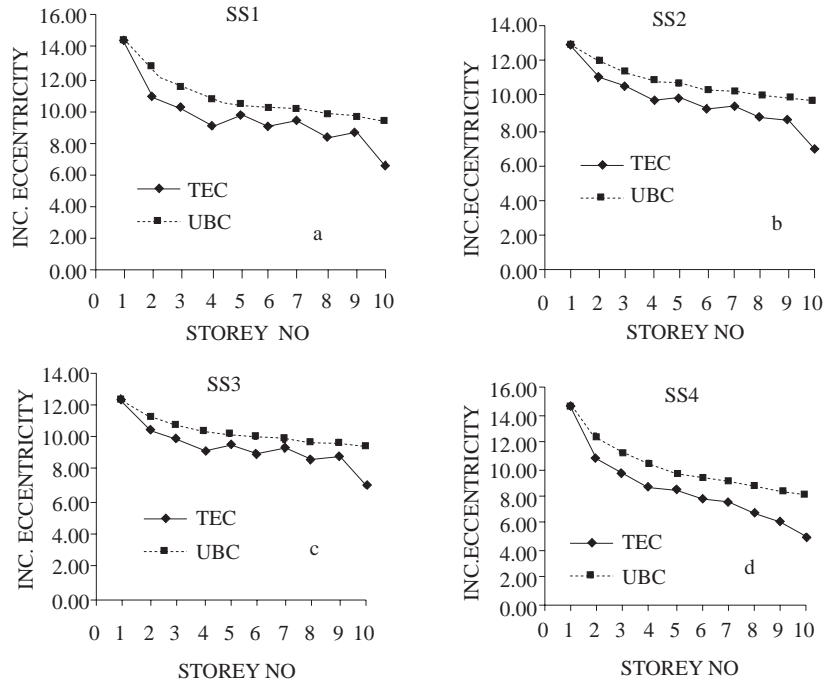 SS1
16.00
14.00
12.00
10.00
8.00
6.00
4.00
2.00
0.00
INC. ECCENTRICITY
TEC
UBC
a
0 1 2 3 4 5 6 7 8 9 10
STOREY NO
SS2
14.00
12.00
10.00
8.00
6.00
4.00
2.00
0.00
INC.ECCENTRICITY
TEC
UBC
b
0 1 2 3 4 5 6 7 8 9 10
STOREY NO
SS3
14.00
12.00
10.00
8.00
6.00
4.00
2.00
0.00
INC. ECCENTRICITY
TEC
UBC
c
0 1 2 3 4 5 6 7 8 9 10
STOREY NO
SS4
16.00
14.00
12.00
10.00
8.00
6.00
4.00
2.00
0.00
INC.ECCENTRICITY
TEC
UBC
d
0 1 2 3 4 5 6 7 8 9 10
STOREY NO